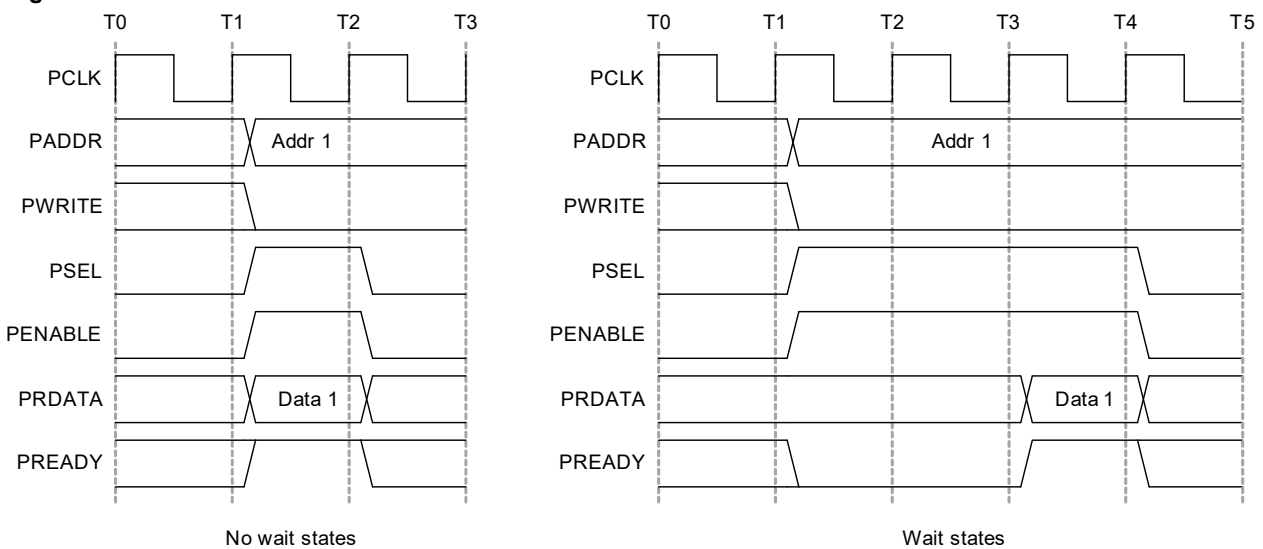 T0 T1 T2 T3
PCLK
PADDR Addr 1
PWRITE
PSEL
PENABLE
PRDATA Data 1
PREADY
No wait states
T0 T1 T2 T3 T4 T5
PCLK
PADDR Addr 1
PWRITE
PSEL
PENABLE
PRDATA Data 1
PREADY
Wait states